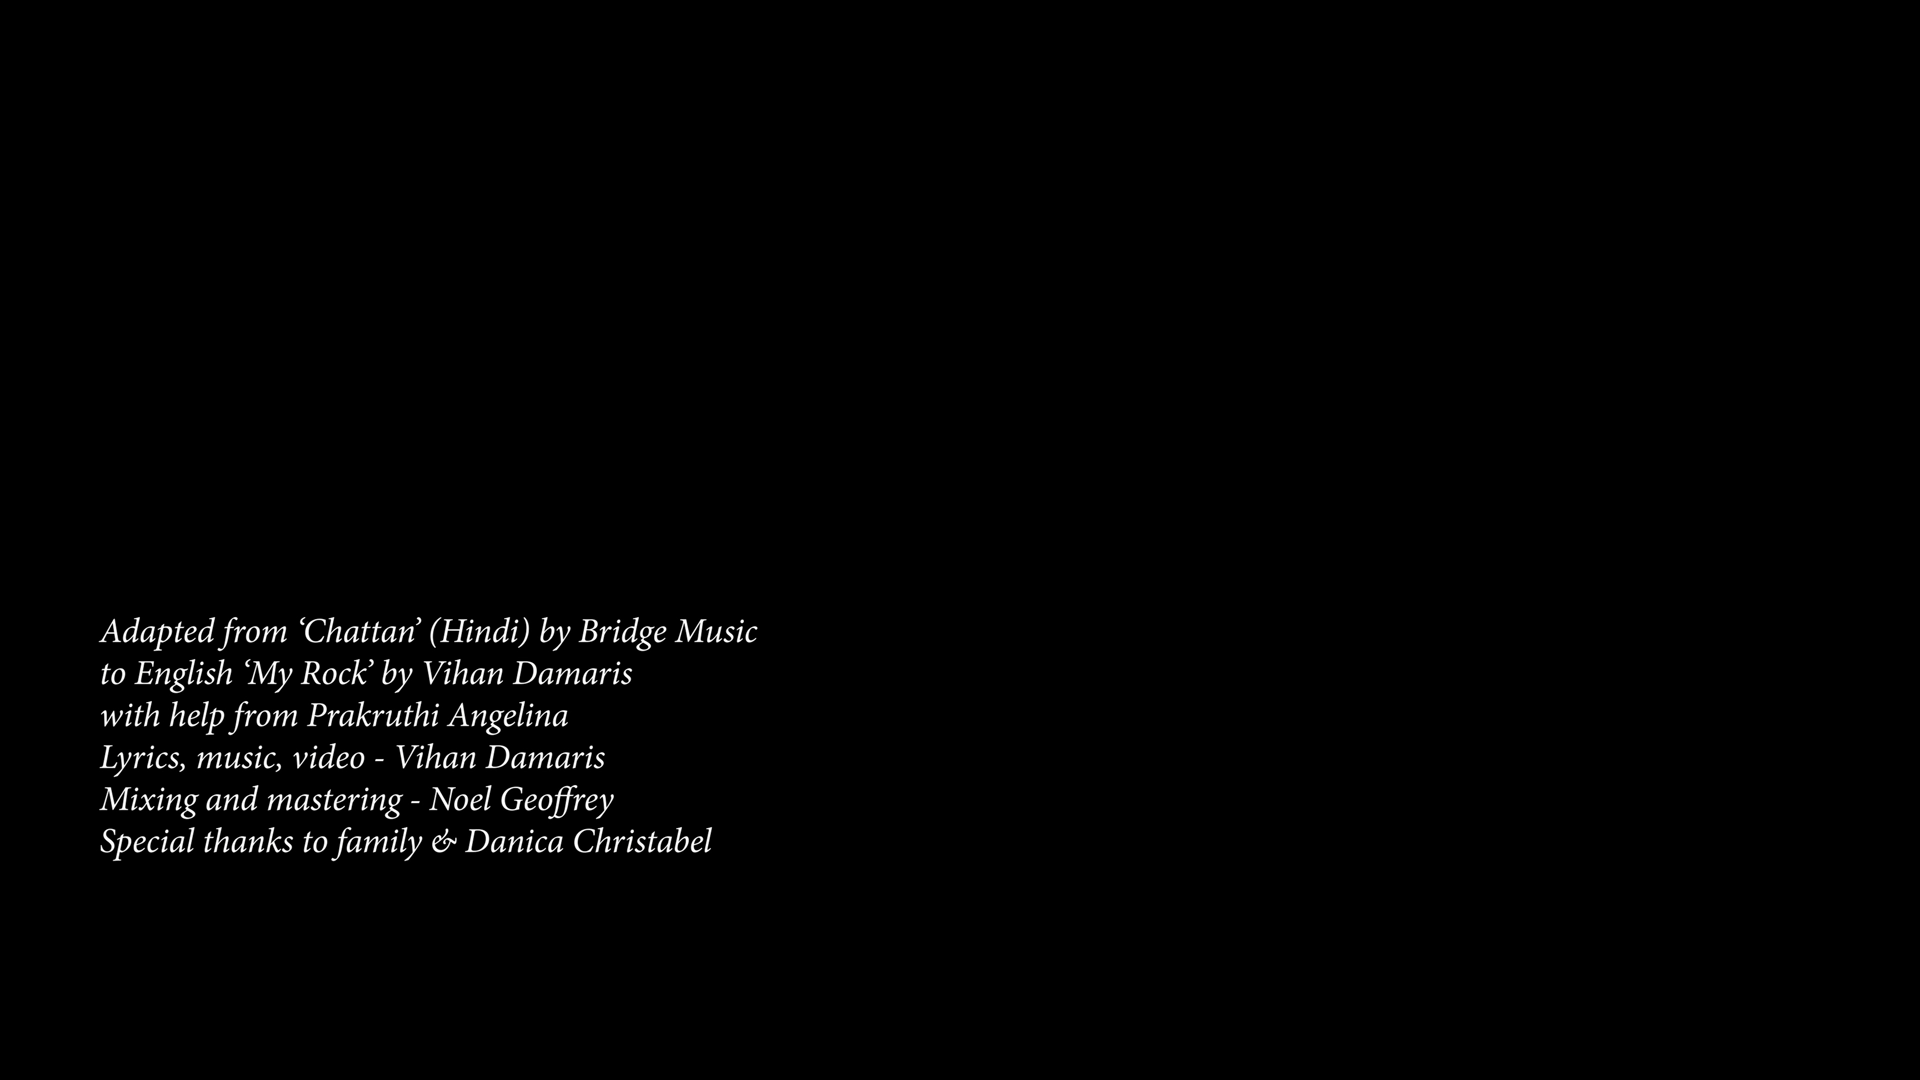 Adapted from ‘Chattan’ (Hindi) by Bridge Music
to English ‘My Rock’ by Vihan Damaris
with help from Prakruthi Angelina
Lyrics, music, video - Vihan Damaris
Mixing and mastering - Noel Geoffrey
Special thanks to family & Danica Christabel